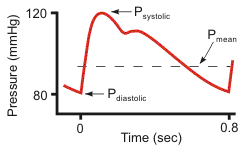 120
Psystolic
Pmean
Pressure (mmHg)
80
Pdiastolic
0
0.8
Time (sec)